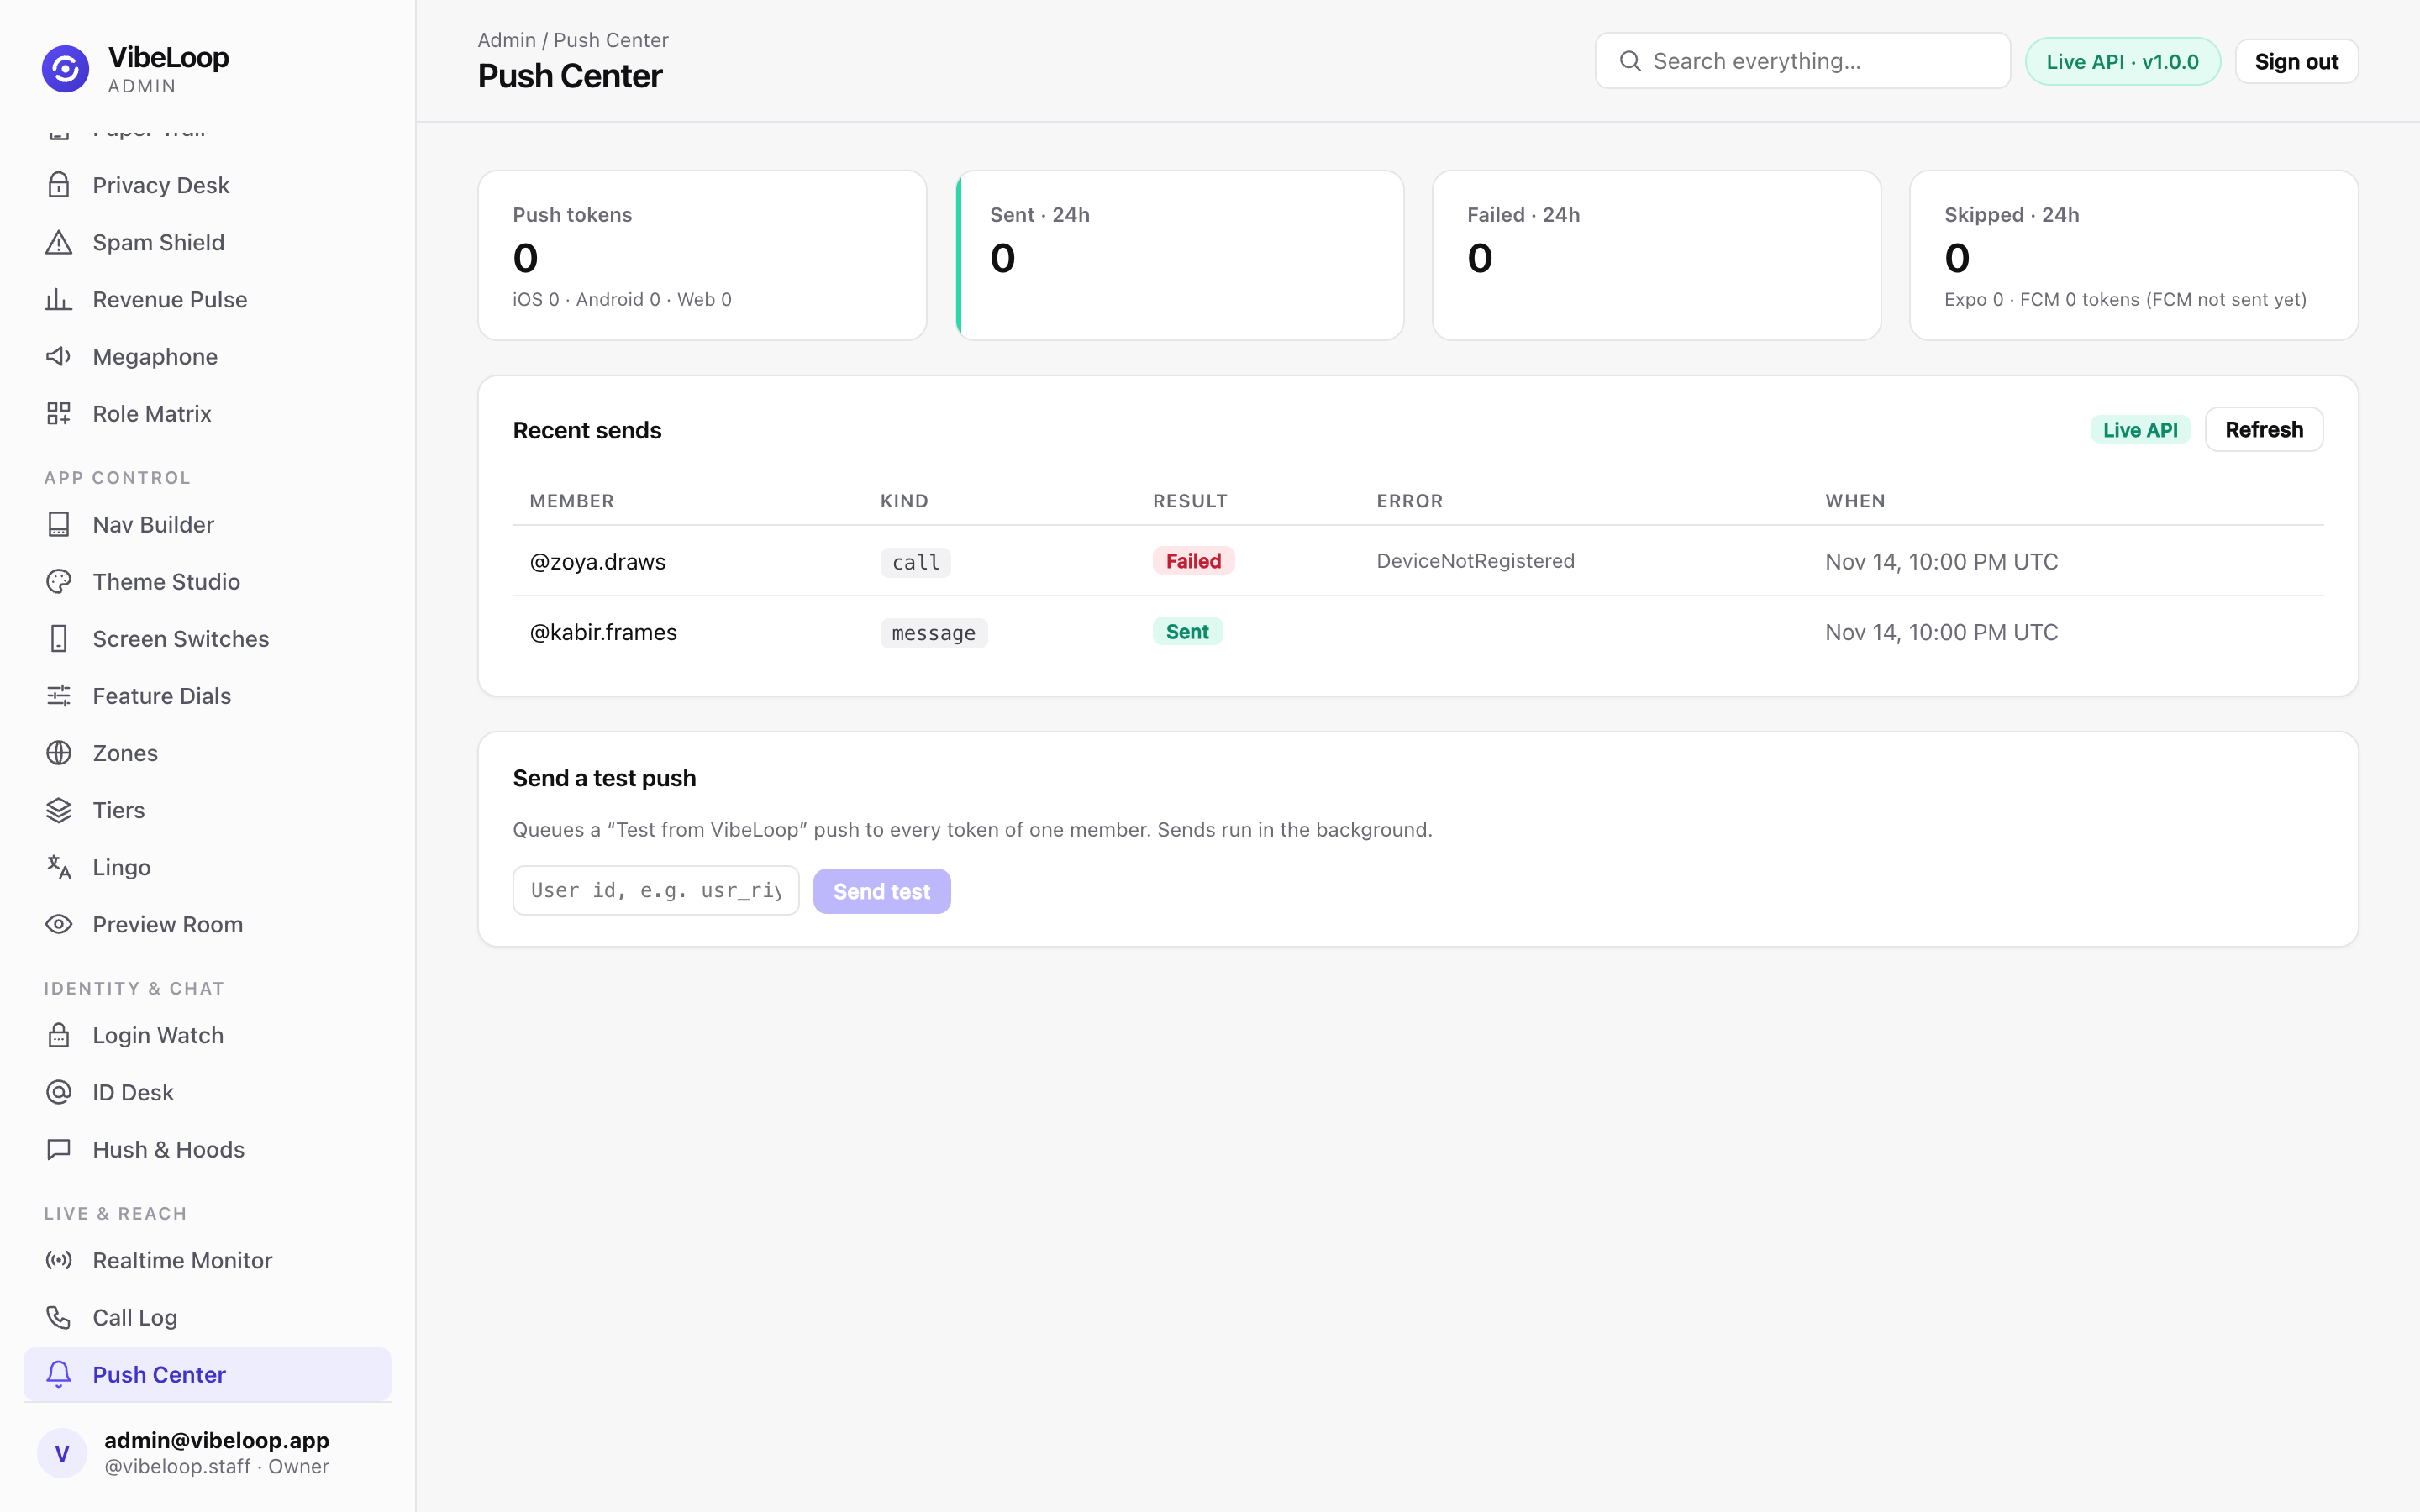 VibeLoop
ADMIN
Privacy Desk
Spam Shield
Revenue Pulse
Megaphone
Role Matrix
APP CONTROL
Nav Builder
Theme Studio
Screen Switches
Feature Dials
Zones
Tiers
Lingo
Preview Room
IDENTITY & CHAT
Login Watch
ID Desk
Hush & Hoods
LIVE & REACH
Realtime Monitor
Call Log
Push Center
V
admin@vibeloop.app
@vibeloop.staff · Owner
Admin / Push Center
Push Center
Search everything...
Live API · v1.0.0
Sign out
Push tokens
0
iOS 0 · Android 0 · Web 0
Sent · 24h
0
Failed · 24h
0
Skipped · 24h
0
Expo 0 · FCM 0 tokens (FCM not sent yet)
Recent sends
Live API
Refresh
MEMBER KIND RESULT ERROR WHEN
@zoya.draws call Failed DeviceNotRegistered Nov 14, 10:00 PM UTC
@kabir.frames message Sent Nov 14, 10:00 PM UTC
Send a test push
Queues a “Test from VibeLoop” push to every token of one member. Sends run in the background.
User id, e.g. usr_riy
Send test